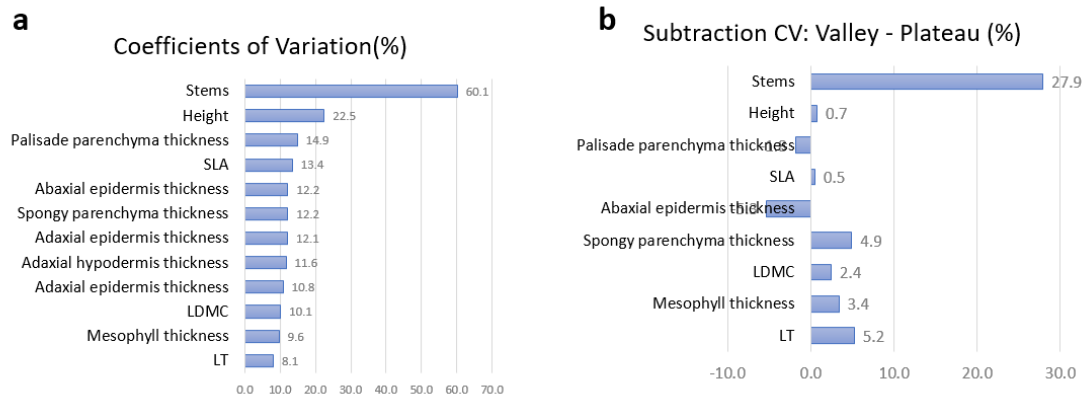 a
Coefficients of Variation(%)
Stems 60.1
Height 22.5
Palisade parenchyma thickness 14.9
SLA 13.4
Abaxial epidermis thickness 12.2
Spongy parenchyma thickness 12.2
Adaxial epidermis thickness 12.1
Adaxial hypodermis thickness 11.6
Adaxial epidermis thickness 10.8
LDMC 10.1
Mesophyll thickness 9.6
LT 8.1
0.0 10.0 20.0 30.0 40.0 50.0 60.0 70.0
b
Subtraction CV: Valley - Plateau (%)
Stems 27.9
Height 0.7
Palisade parenchyma thickness
SLA 0.5
Abaxial epidermis thickness
Spongy parenchyma thickness 4.9
LDMC 2.4
Mesophyll thickness 3.4
LT 5.2
-10.0 0.0 10.0 20.0 30.0